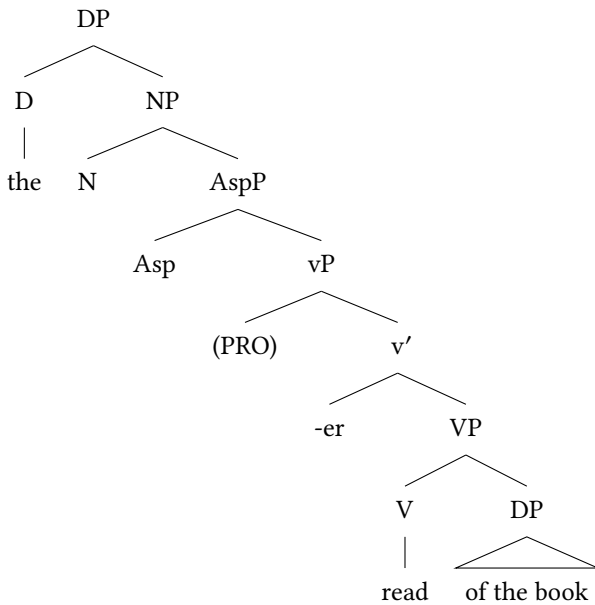 DP
D NP
the N AspP
Asp vP
(PRO) v′
-er VP
V DP
read of the book